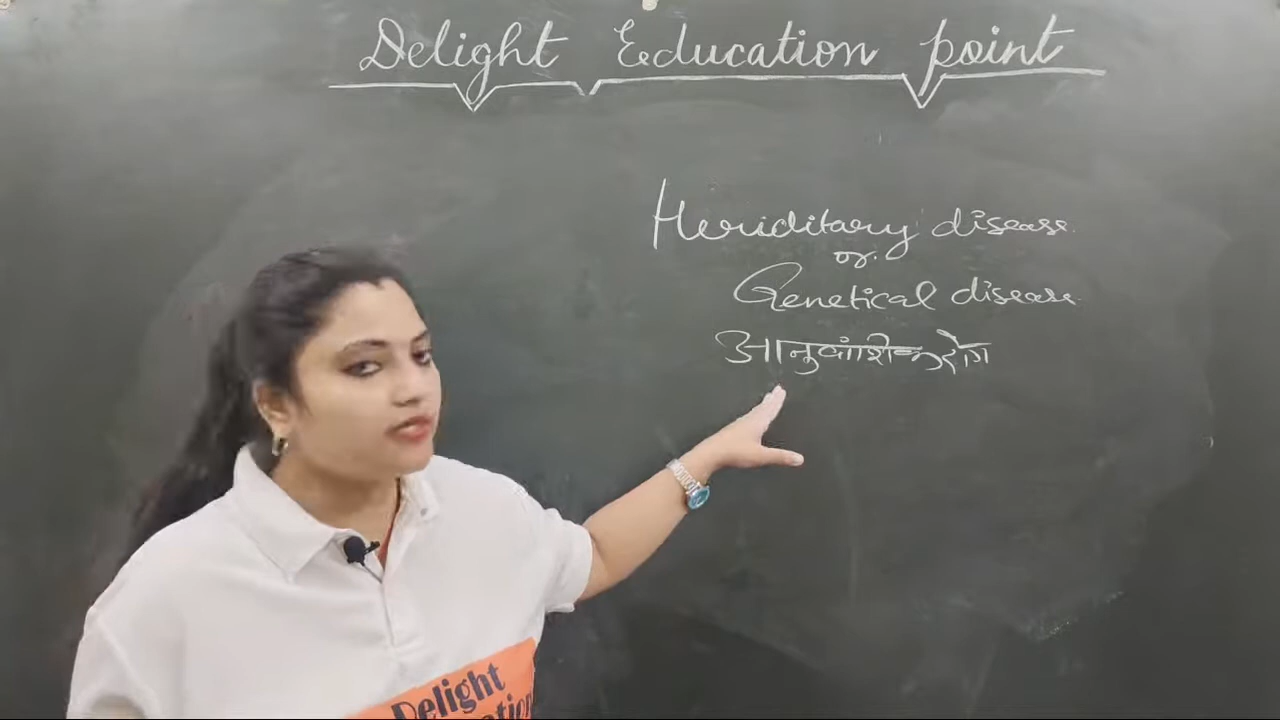 Delight Education point
Heriditary disease
or
Genetical disease
आनुवांशिक रोग
Delight